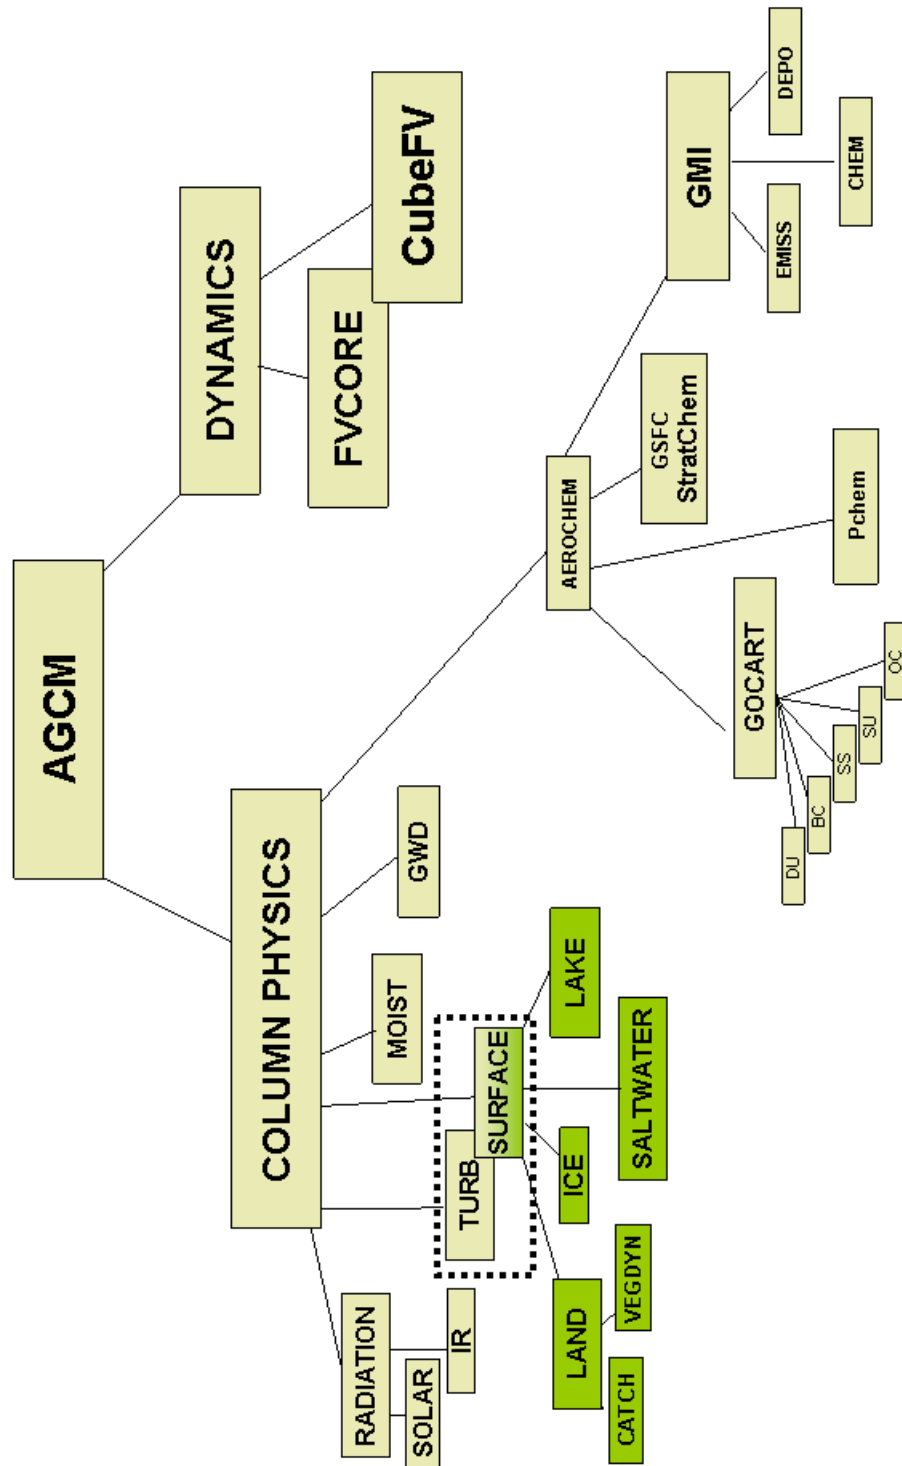 AGCM
COLUMN PHYSICS
DYNAMICS
FVCORE
CubeFV
RADIATION
SOLAR
IR
TURB
SURFACE
MOIST
GWD
LAND
CATCH
VEGDYN
ICE
SALTWATER
LAKE
AEROCHEM
GOCART
DU
BC
SS
SU
OC
Pchem
GSFC
StratChem
GMI
EMISS
CHEM
DEPO